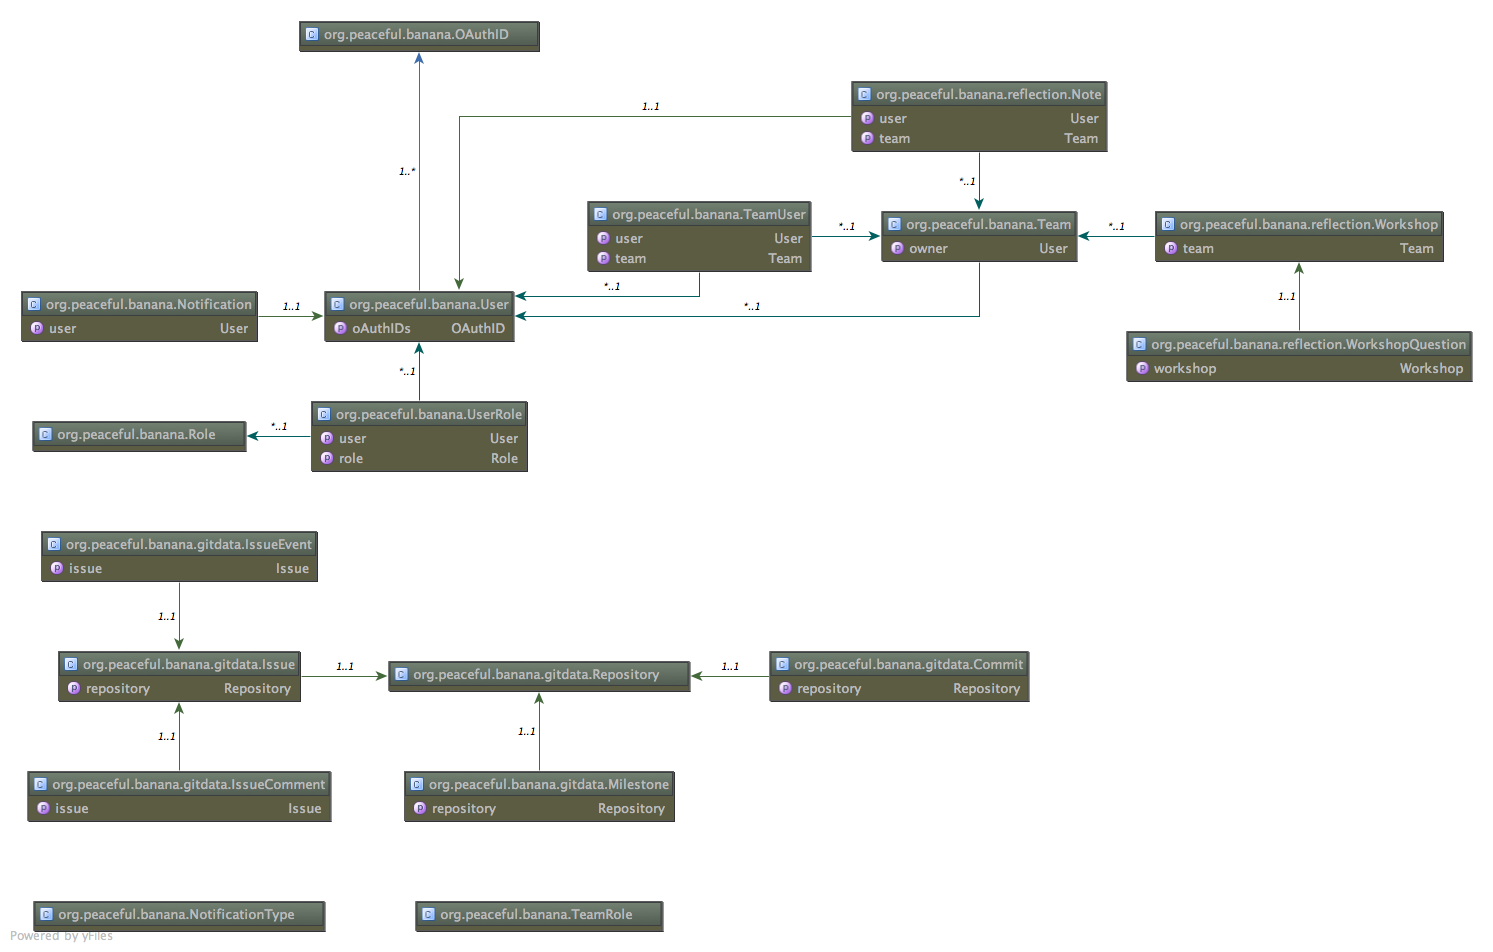 C org.peaceful.banana.OAuthID
C org.peaceful.banana.reflection.Note
p user User
p team Team
1..1
1..*
*..1
C org.peaceful.banana.TeamUser
p user User
p team Team
*..1
C org.peaceful.banana.Team
p owner User
*..1
C org.peaceful.banana.reflection.Workshop
p team Team
*..1
*..1
1..1
C org.peaceful.banana.Notification
p user User
1..1
C org.peaceful.banana.User
p oAuthIDs OAuthID
C org.peaceful.banana.reflection.WorkshopQuestion
p workshop Workshop
*..1
C org.peaceful.banana.Role
*..1
C org.peaceful.banana.UserRole
p user User
p role Role
C org.peaceful.banana.gitdata.IssueEvent
p issue Issue
1..1
C org.peaceful.banana.gitdata.Issue
p repository Repository
1..1
C org.peaceful.banana.gitdata.Repository
1..1
C org.peaceful.banana.gitdata.Commit
p repository Repository
1..1
1..1
C org.peaceful.banana.gitdata.IssueComment
p issue Issue
C org.peaceful.banana.gitdata.Milestone
p repository Repository
C org.peaceful.banana.NotificationType
C org.peaceful.banana.TeamRole
Powered by yFiles